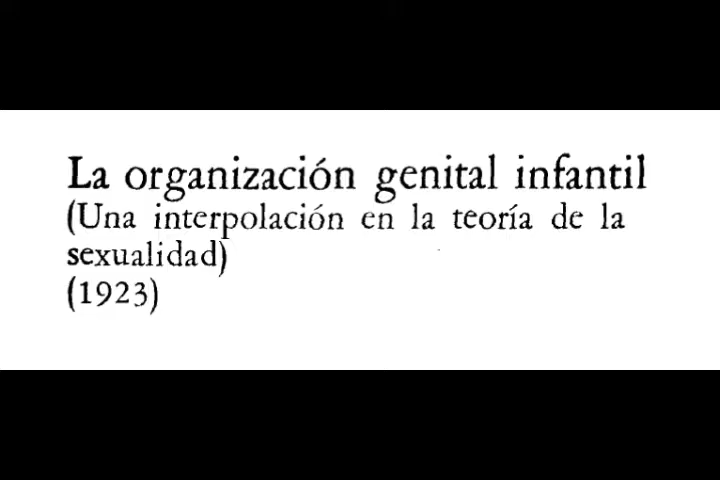 La organización genital infantil
(Una interpolación en la teoría de la
sexualidad)
(1923)